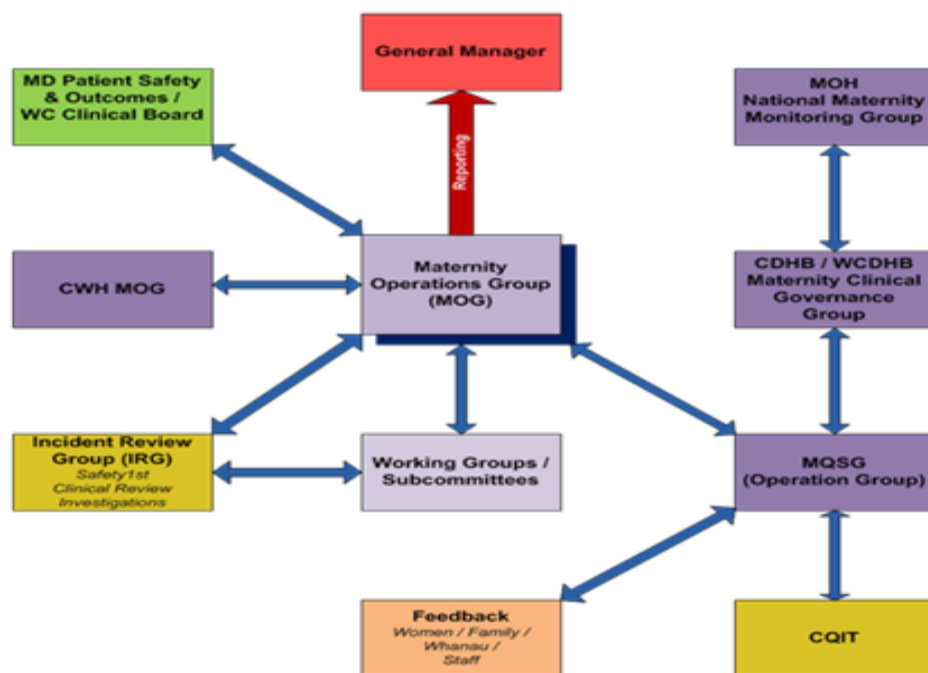 General Manager
MD Patient Safety
& Outcomes /
WC Clinical Board
MOH
National Maternity
Monitoring Group
Reporting
CWH MOG
Maternity
Operations Group
(MOG)
CDHB / WCDHB
Maternity Clinical
Governance
Group
Incident Review
Group (IRG)
Safety1st
Clinical Review
Investigations
Working Groups /
Subcommittees
MQSG
(Operation Group)
Feedback
Women / Family /
Whanau /
Staff
CQIT